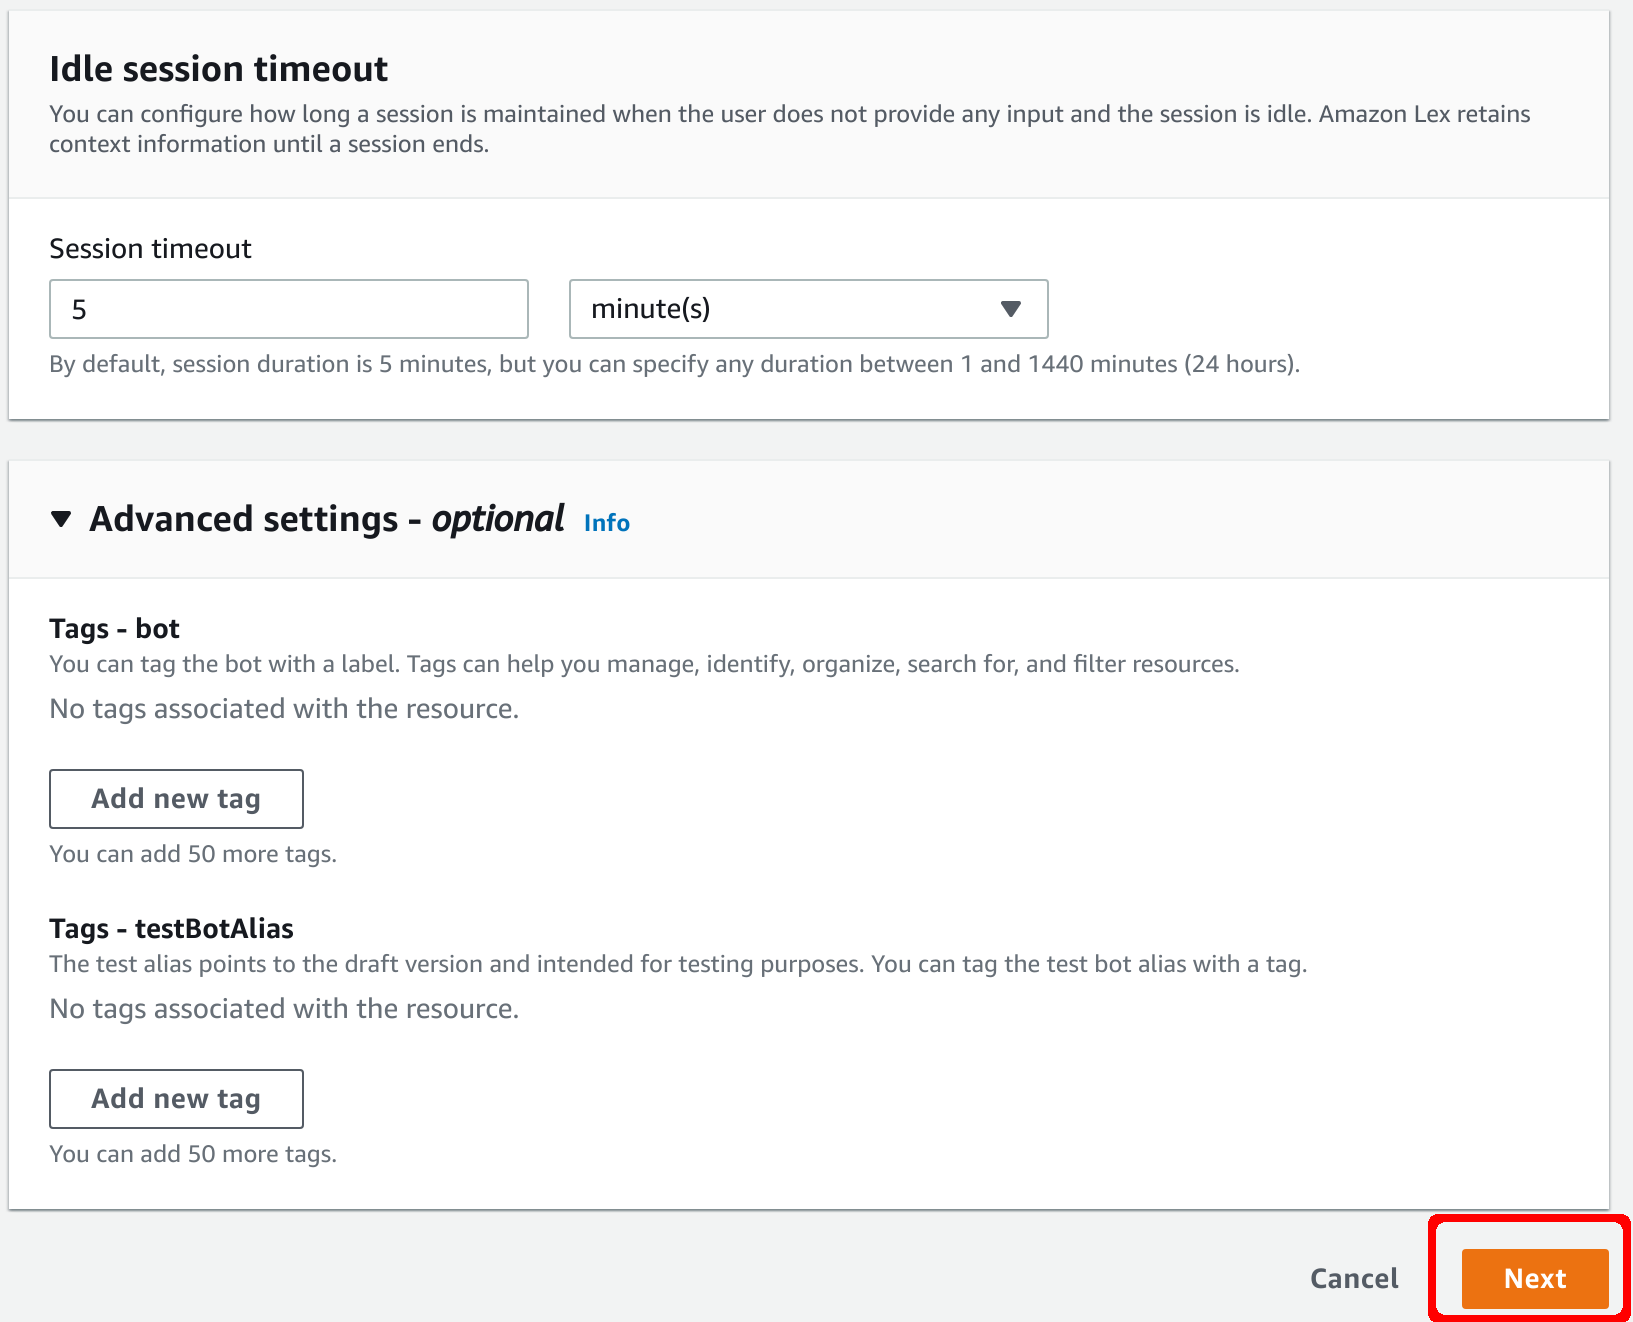 Idle session timeout
You can configure how long a session is maintained when the user does not provide any input and the session is idle. Amazon Lex retains
context information until a session ends.
Session timeout
5
minute(s)
By default, session duration is 5 minutes, but you can specify any duration between 1 and 1440 minutes (24 hours).
Advanced settings - optional Info
Tags - bot
You can tag the bot with a label. Tags can help you manage, identify, organize, search for, and filter resources.
No tags associated with the resource.
Add new tag
You can add 50 more tags.
Tags - testBotAlias
The test alias points to the draft version and intended for testing purposes. You can tag the test bot alias with a tag.
No tags associated with the resource.
Add new tag
You can add 50 more tags.
Cancel
Next